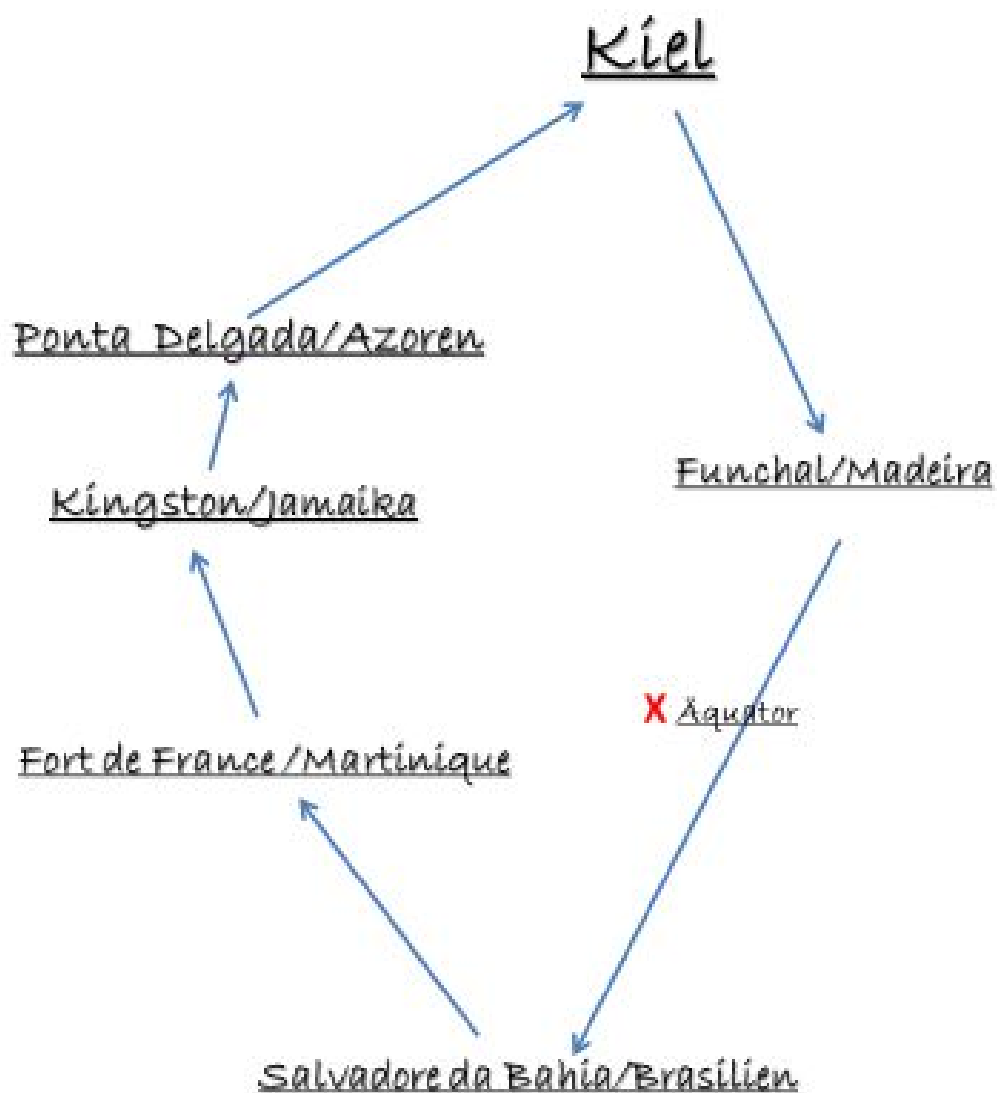 Kiel
Ponta Delgada/Azoren
Funchal/Madeira
Kingston/Jamaika
X Äquator
Fort de France/Martinique
Salvadore da Bahia/Brasilien